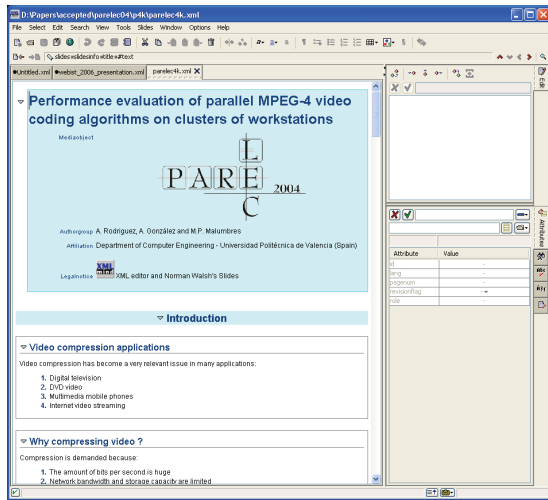 D:\Papers\accepted\parelec04\p4k\parelec4k.xml
File Select Edit Search View Tools Slides Window Options Help
slides»slidesinfo»title»#text
Untitled.xml webist_2006_presentation.xml parelec4k.xml
Performance evaluation of parallel MPEG-4 video
coding algorithms on clusters of workstations
Mediaobject
PARELEC 2004
Authorgroup A. Rodriguez, A. González and M.P. Malumbres
Affiliation Department of Computer Engineering - Universidad Politécnica de Valencia (Spain)
Legalnotice XML editor and Norman Walsh's Slides
Introduction
Video compression applications
Video compression has become a very relevant issue in many applications:
1. Digital television
2. DVD video
3. Multimedia mobile phones
4. Internet video streaming
Why compressing video ?
Compression is demanded because:
1. The amount of bits per second is huge
2. Network bandwidth and storage capacity are limited
Edit
Attributes
Attribute Value
id
lang
pagenum
revisionflag
role